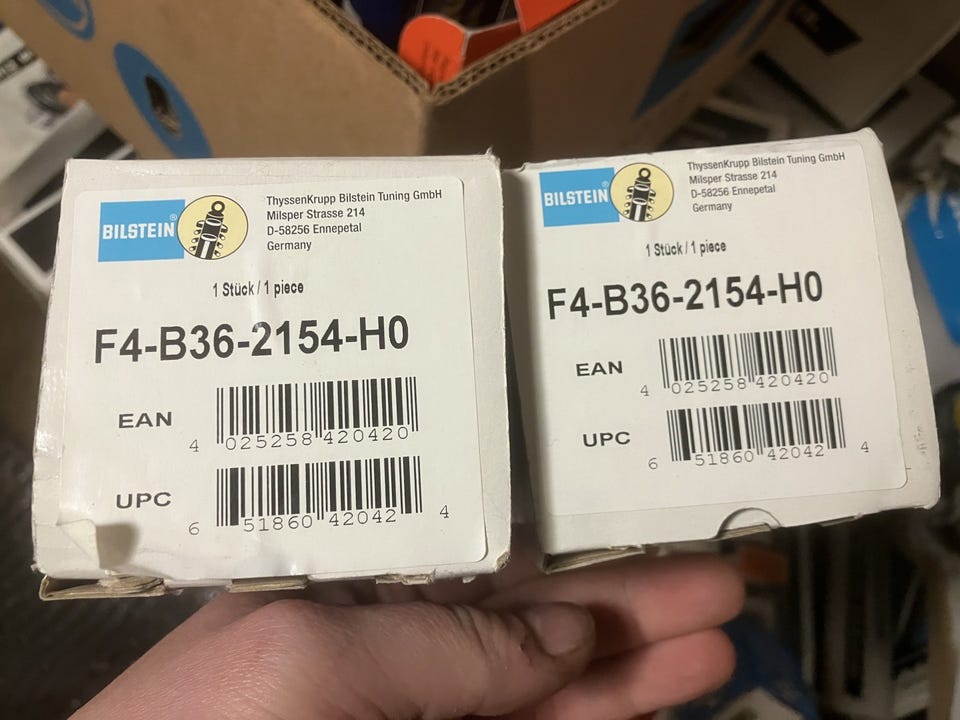 BILSTEIN®
ThyssenKrupp Bilstein Tuning GmbH
Milsper Strasse 214
D-58256 Ennepetal
Germany
1 Stück / 1 piece
F4-B36-2154-H0
EAN
4 025258 420420
UPC
6 51860 42042 4
BILSTEIN®
ThyssenKrupp Bilstein Tuning GmbH
Milsper Strasse 214
D-58256 Ennepetal
Germany
1 Stück / 1 piece
F4-B36-2154-H0
EAN
4 025258 420420
UPC
6 51860 42042 4